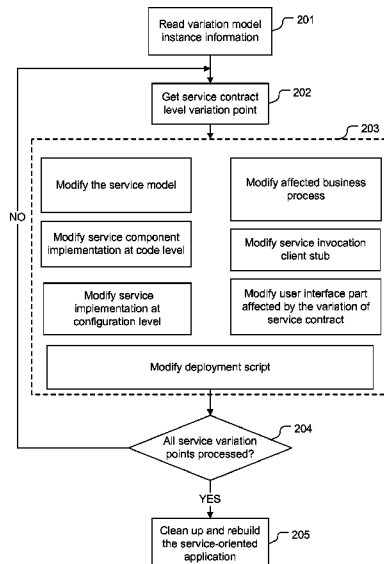 Read variation model
instance information
201
Get service contract
level variation point
202
203
Modify the service model
Modify affected business
process
NO
Modify service component
implementation at code level
Modify service invocation
client stub
Modify service
implementation at
configuration level
Modify user interface part
affected by the variation of
service contract
Modify deployment script
All service variation
points processed?
204
YES
Clean up and rebuild
the service-oriented
application
205